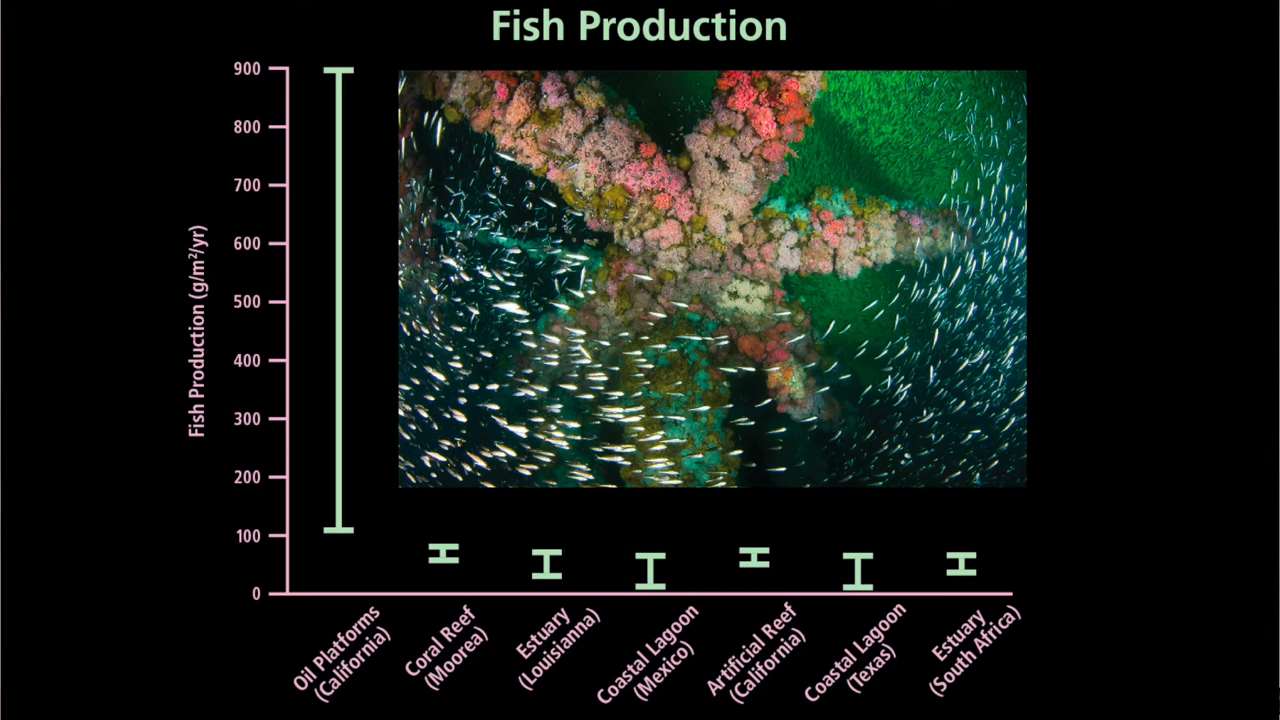 Fish Production
900
800
700
600
500
400
300
200
100
0
Fish Production (g/m²/yr)
Oil Platforms
(California)
Coral Reef
(Moorea)
Estuary
(Louisianna)
Coastal Lagoon
(Mexico)
Artificial Reef
(California)
Coastal Lagoon
(Texas)
Estuary
(South Africa)